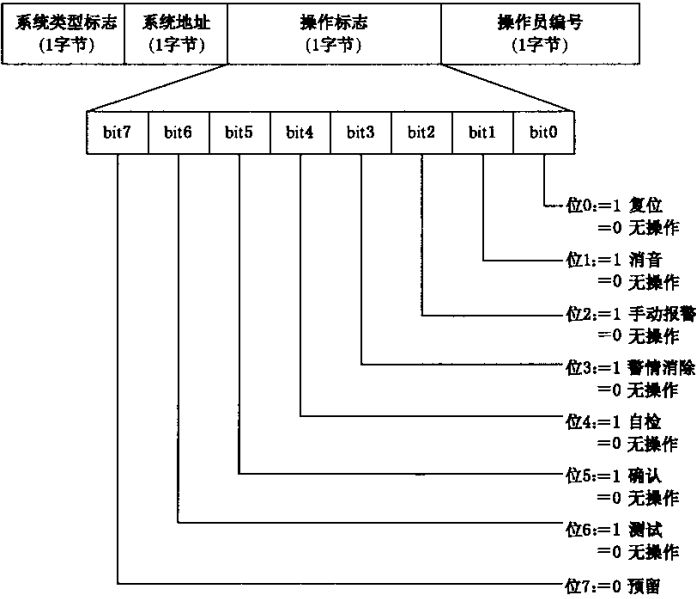 系统类型标志 系统地址 操作标志 操作员编号
(1字节) (1字节) (1字节) (1字节)
bit7 bit6 bit5 bit4 bit3 bit2 bit1 bit0
位0:=1 复位
=0 无操作
位1:=1 消音
=0 无操作
位2:=1 手动报警
=0 无操作
位3:=1 警情消除
=0 无操作
位4:=1 自检
=0 无操作
位5:=1 确认
=0 无操作
位6:=1 测试
=0 无操作
位7:=0 预留